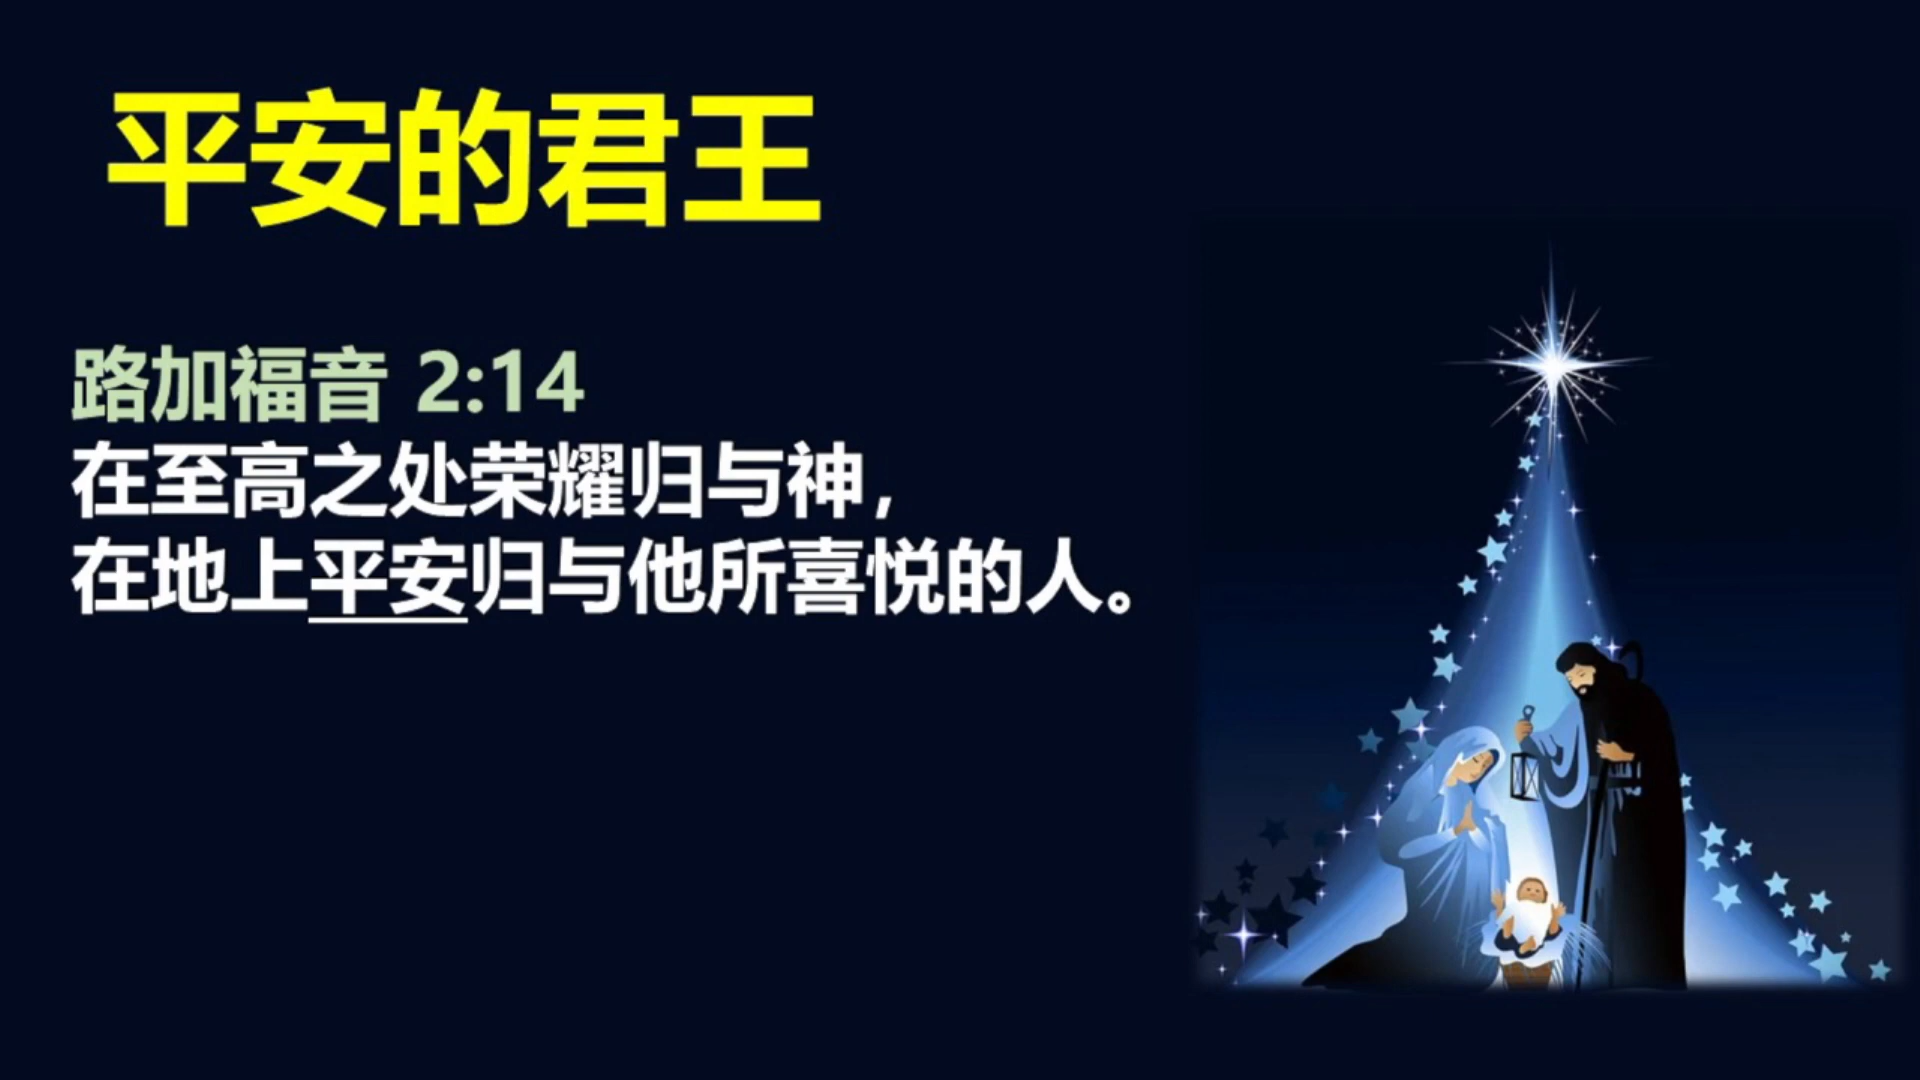 平安的君王
路加福音 2:14
在至高之处荣耀归与神，
在地上平安归与他所喜悦的人。